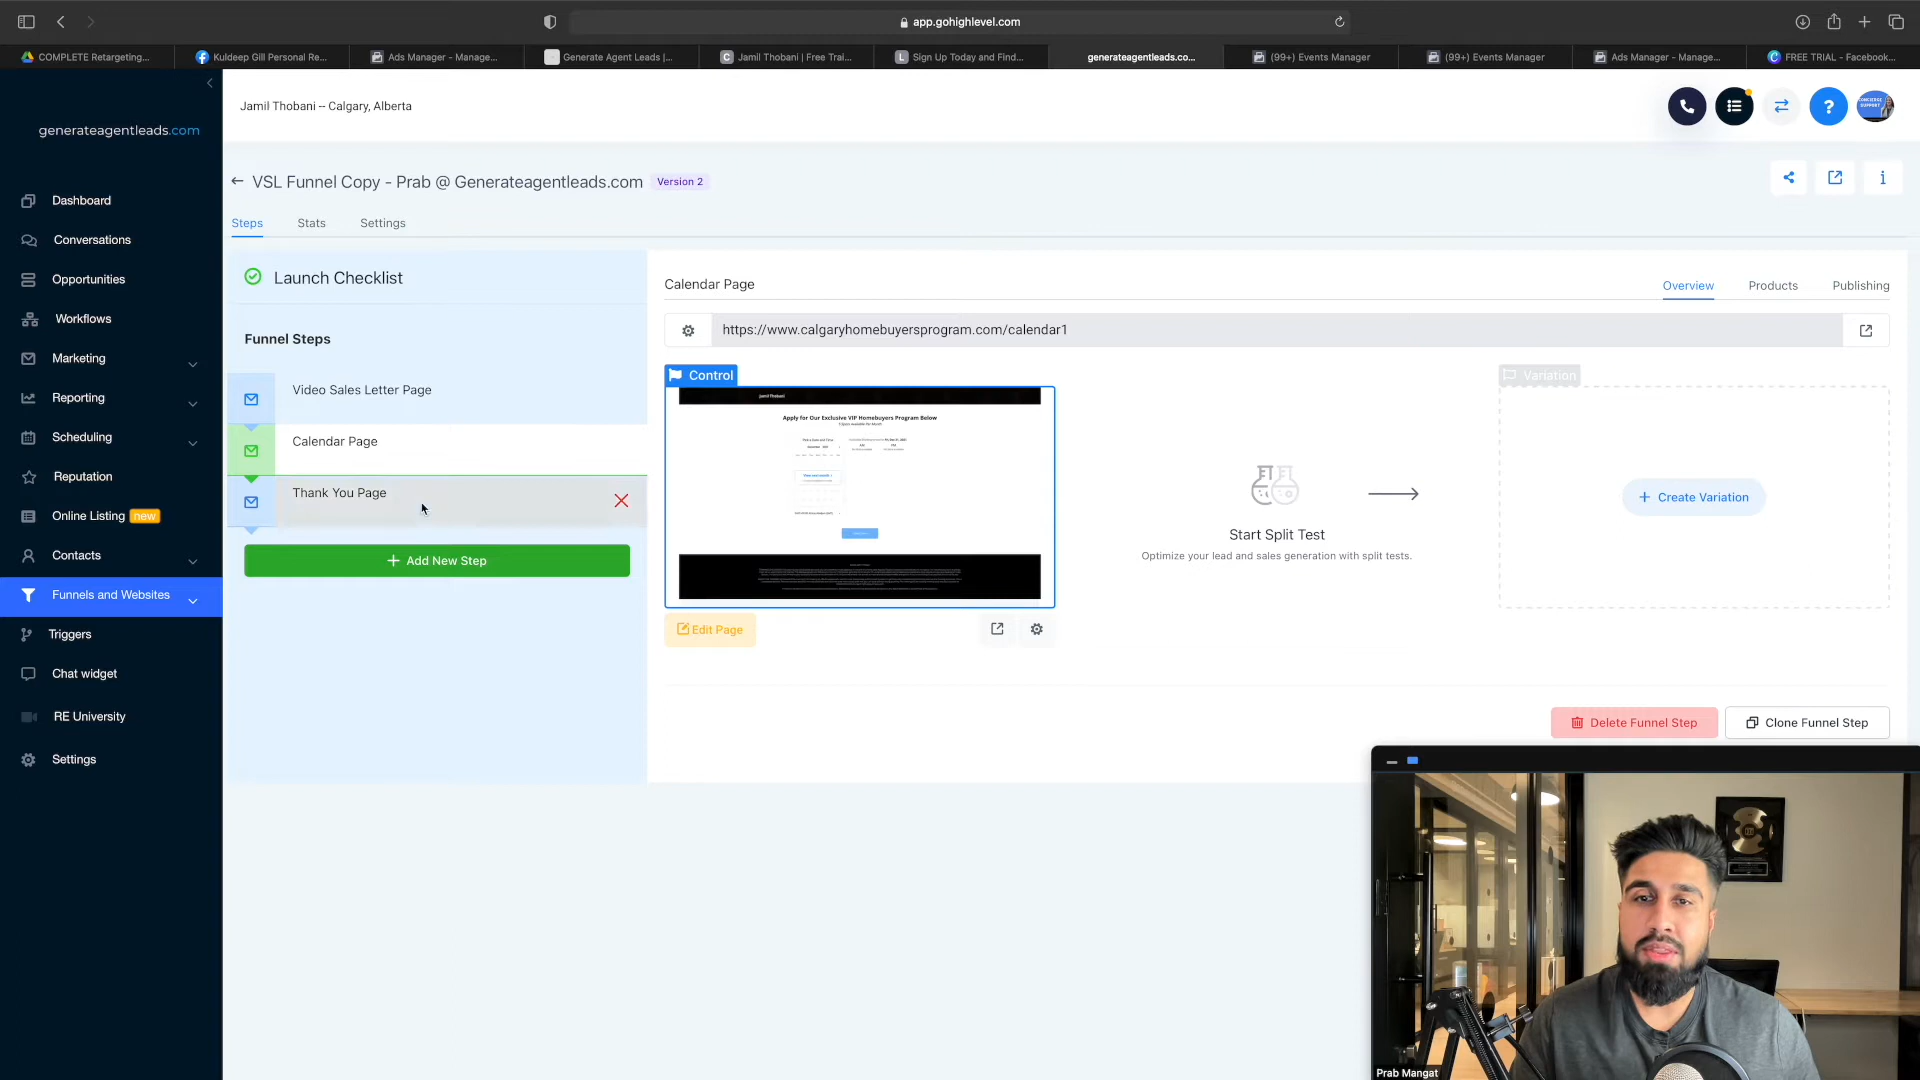 app.gohighlevel.com
COMPLETE Retargeting...
Kuldeep Gill Personal Re...
Ads Manager - Manage...
Generate Agent Leads |...
Jamil Thobani | Free Trai...
Sign Up Today and Find...
generateagentleads.co...
(99+) Events Manager
(99+) Events Manager
Ads Manager - Manage...
FREE TRIAL - Facebook...
generateagentleads.com
Jamil Thobani -- Calgary, Alberta
Dashboard
Conversations
Opportunities
Workflows
Marketing
Reporting
Scheduling
Reputation
Online Listing new
Contacts
Funnels and Websites
Triggers
Chat widget
RE University
Settings
VSL Funnel Copy - Prab @ Generateagentleads.com Version 2
Steps Stats Settings
Launch Checklist
Funnel Steps
Video Sales Letter Page
Calendar Page
Thank You Page
+ Add New Step
Calendar Page
Overview Products Publishing
https://www.calgaryhomebuyersprogram.com/calendar1
Control
Variation
Jamil Thobani
Apply for Our Exclusive VIP Homebuyers Program Below
Edit Page
Start Split Test
Optimize your lead and sales generation with split tests.
+ Create Variation
Delete Funnel Step
Clone Funnel Step
CONCIERGE
SUPPORT
Prab Mangat